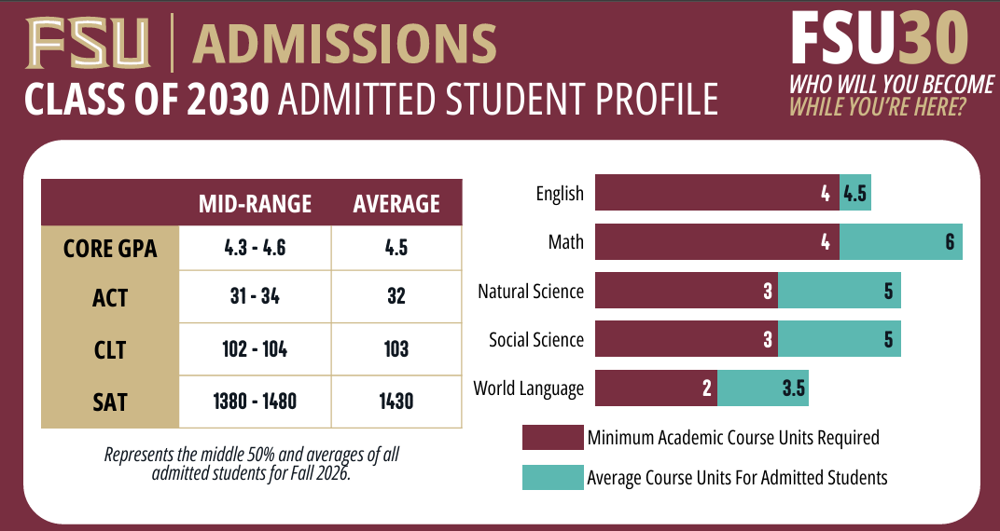 FSU | ADMISSIONS
CLASS OF 2030 ADMITTED STUDENT PROFILE
FSU30
WHO WILL YOU BECOME
WHILE YOU'RE HERE?
MID-RANGE AVERAGE
CORE GPA 4.3 - 4.6 4.5
ACT 31 - 34 32
CLT 102 - 104 103
SAT 1380 - 1480 1430
Represents the middle 50% and averages of all
admitted students for Fall 2026.
English 4 4.5
Math 4 6
Natural Science 3 5
Social Science 3 5
World Language 2 3.5
Minimum Academic Course Units Required
Average Course Units For Admitted Students